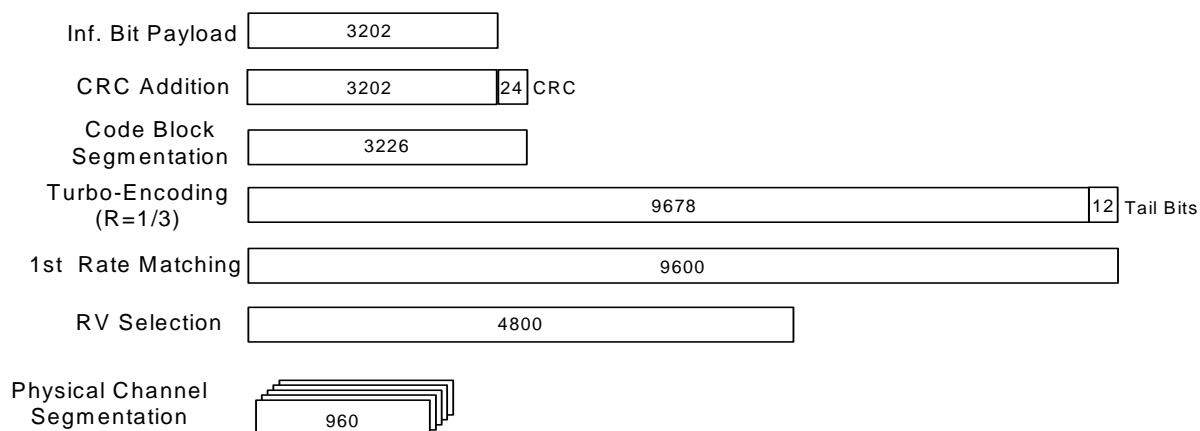 Inf. Bit Payload 3202
CRC Addition 3202 24 CRC
Code Block
Segmentation 3226
Turbo-Encoding
(R=1/3) 9678 12 Tail Bits
1st Rate Matching 9600
RV Selection 4800
Physical Channel
Segmentation 960